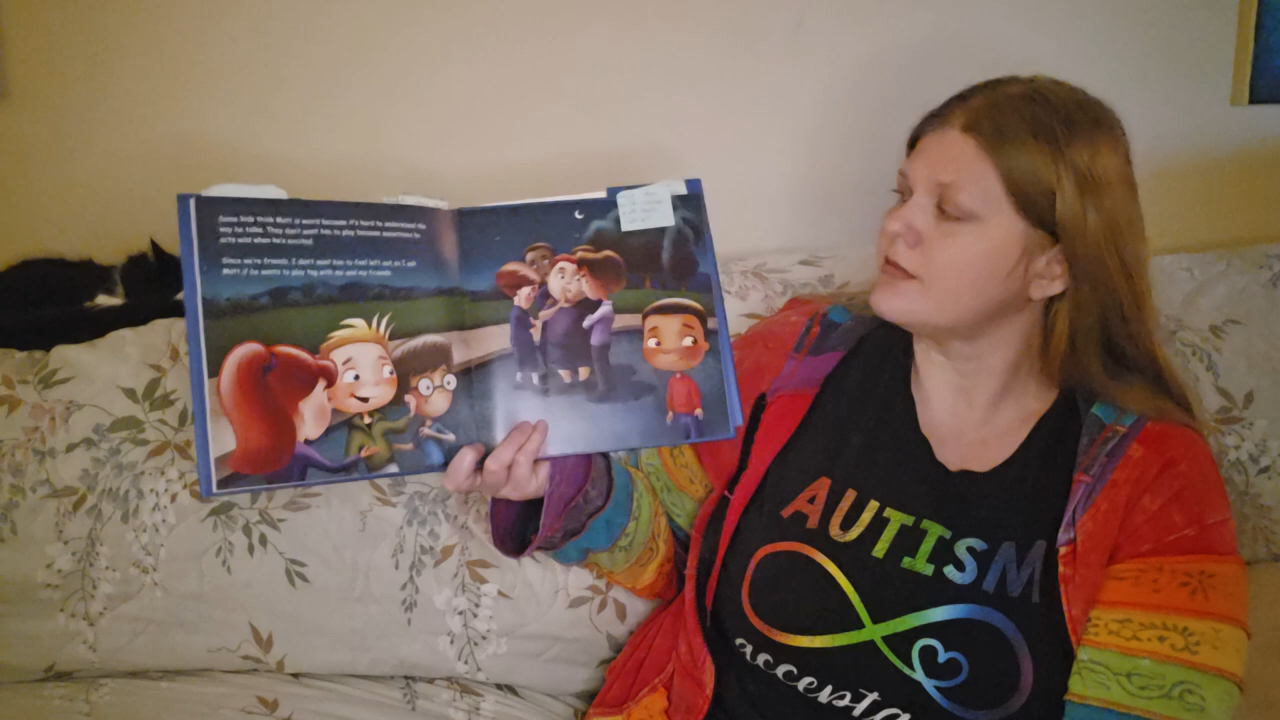 Some kids think Matt is weird because it's hard to understand the
way he talks. They don't want him to play because sometimes he
acts wild when he's excited.
Since we're friends, I don't want him to feel left out so I ask
Matt if he wants to play tag with me and my friends.
AUTISM
accepta